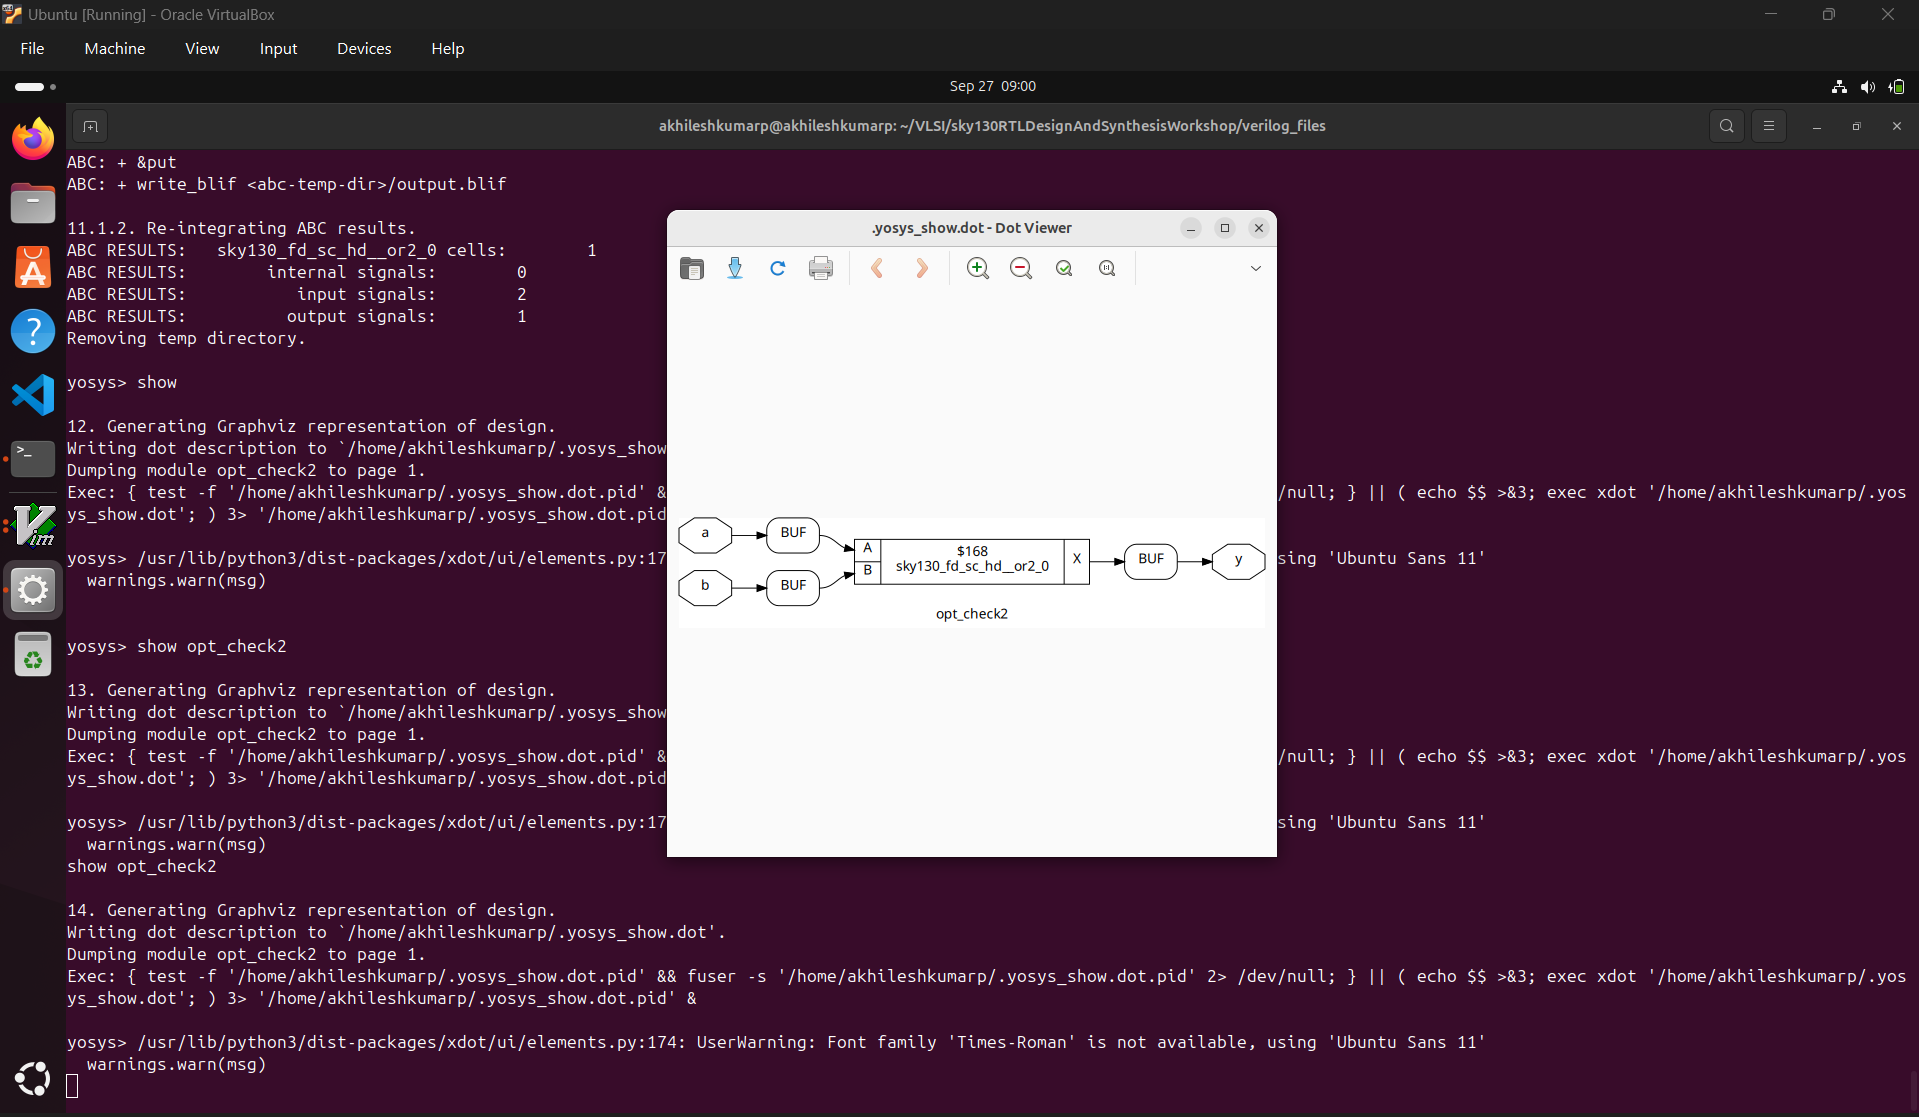 Ubuntu [Running] - Oracle VirtualBox
File Machine View Input Devices Help
Sep 27 09:00
akhileshkumarp@akhileshkumarp: ~/VLSI/sky130RTLDesignAndSynthesisWorkshop/verilog_files
ABC: + &put
ABC: + write_blif <abc-temp-dir>/output.blif
11.1.2. Re-integrating ABC results.
ABC RESULTS:   sky130_fd_sc_hd__or2_0 cells:        1
ABC RESULTS:        internal signals:        0
ABC RESULTS:           input signals:        2
ABC RESULTS:          output signals:        1
Removing temp directory.
yosys> show
12. Generating Graphviz representation of design.
Writing dot description to `/home/akhileshkumarp/.yosys_show
Dumping module opt_check2 to page 1.
Exec: { test -f '/home/akhileshkumarp/.yosys_show.dot.pid' & /null; } || ( echo $$ >&3; exec xdot '/home/akhileshkumarp/.yos
ys_show.dot'; ) 3> '/home/akhileshkumarp/.yosys_show.dot.pid
yosys> /usr/lib/python3/dist-packages/xdot/ui/elements.py:17 sing 'Ubuntu Sans 11'
warnings.warn(msg)
yosys> show opt_check2
13. Generating Graphviz representation of design.
Writing dot description to `/home/akhileshkumarp/.yosys_show
Dumping module opt_check2 to page 1.
Exec: { test -f '/home/akhileshkumarp/.yosys_show.dot.pid' & /null; } || ( echo $$ >&3; exec xdot '/home/akhileshkumarp/.yos
ys_show.dot'; ) 3> '/home/akhileshkumarp/.yosys_show.dot.pid
yosys> /usr/lib/python3/dist-packages/xdot/ui/elements.py:17 sing 'Ubuntu Sans 11'
warnings.warn(msg)
show opt_check2
14. Generating Graphviz representation of design.
Writing dot description to `/home/akhileshkumarp/.yosys_show.dot'.
Dumping module opt_check2 to page 1.
Exec: { test -f '/home/akhileshkumarp/.yosys_show.dot.pid' && fuser -s '/home/akhileshkumarp/.yosys_show.dot.pid' 2> /dev/null; } || ( echo $$ >&3; exec xdot '/home/akhileshkumarp/.yos
ys_show.dot'; ) 3> '/home/akhileshkumarp/.yosys_show.dot.pid' &
yosys> /usr/lib/python3/dist-packages/xdot/ui/elements.py:174: UserWarning: Font family 'Times-Roman' is not available, using 'Ubuntu Sans 11'
warnings.warn(msg)
.yosys_show.dot - Dot Viewer
a BUF A $168 X BUF y
sky130_fd_sc_hd__or2_0
b BUF B
opt_check2
>_
Vim